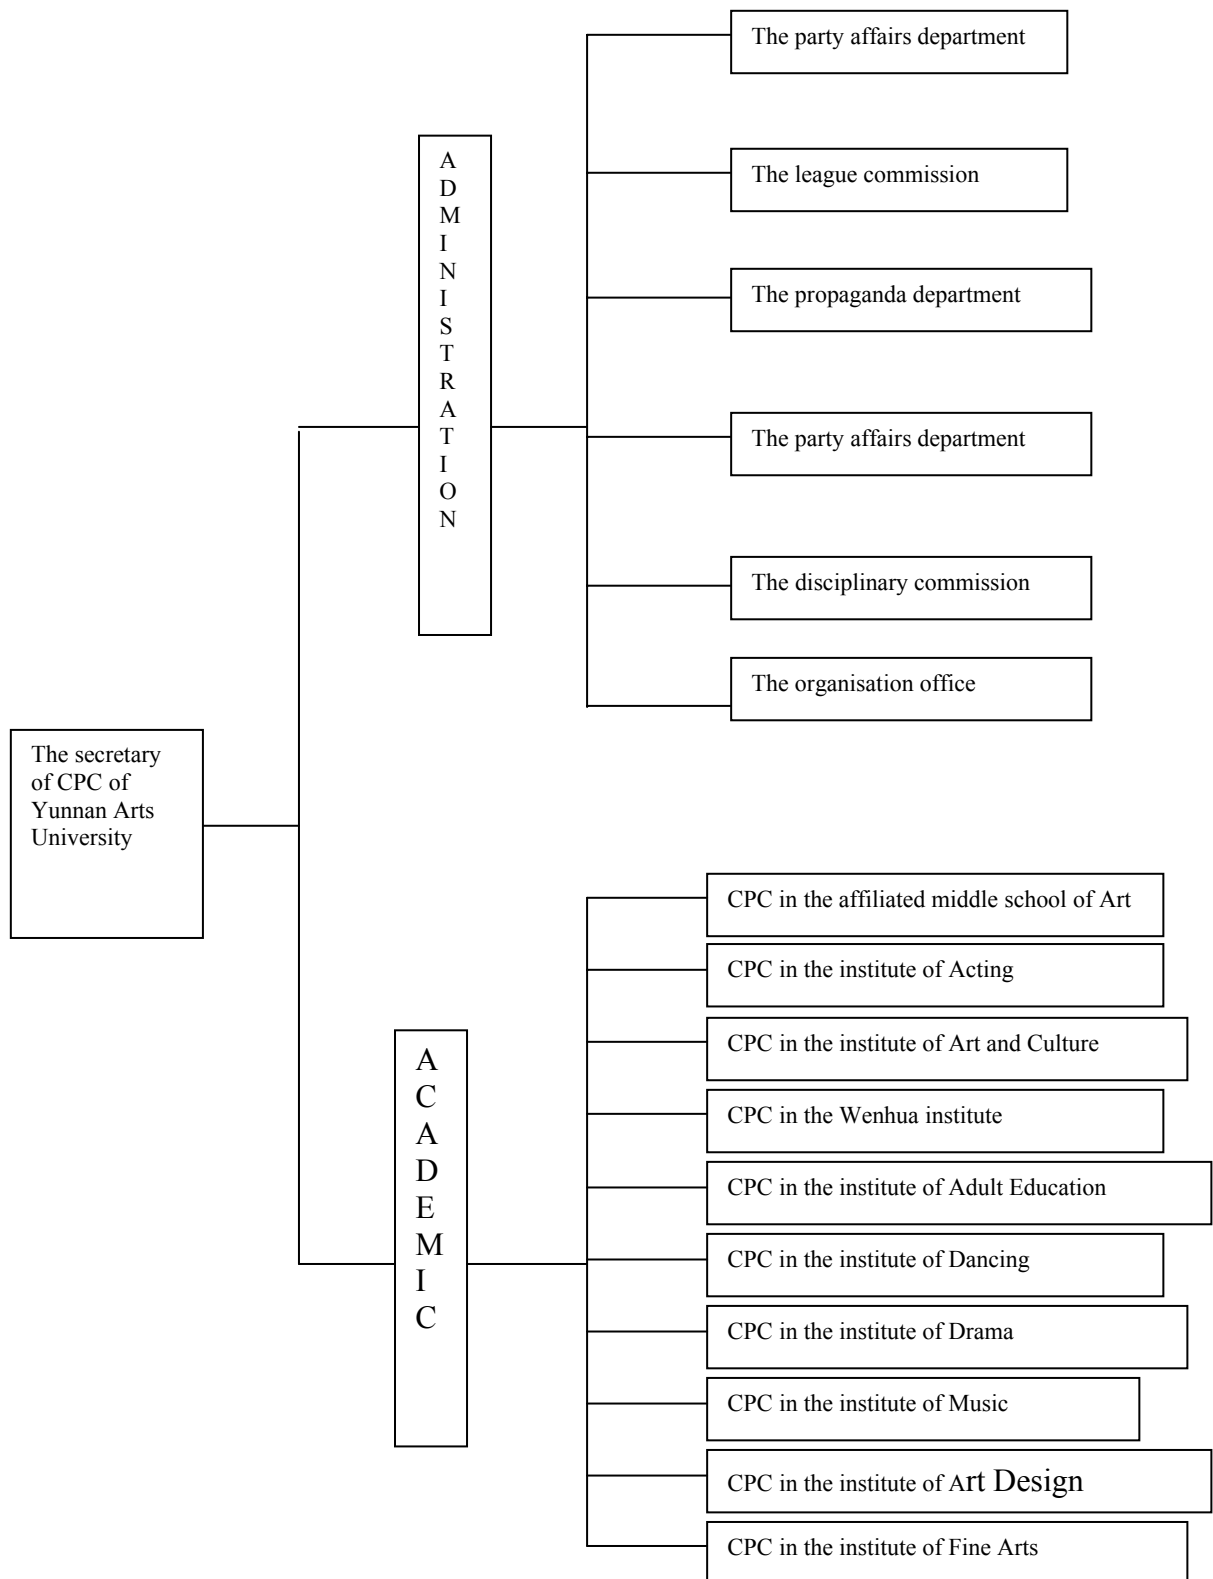 The party affairs department
The league commission
The propaganda department
The party affairs department
The disciplinary commission
The organisation office
A
D
M
I
N
I
S
T
R
A
T
I
O
N
The secretary
of CPC of
Yunnan Arts
University
CPC in the affiliated middle school of Art
CPC in the institute of Acting
CPC in the institute of Art and Culture
CPC in the Wenhua institute
CPC in the institute of Adult Education
CPC in the institute of Dancing
CPC in the institute of Drama
CPC in the institute of Music
CPC in the institute of Art Design
CPC in the institute of Fine Arts
A
C
A
D
E
M
I
C